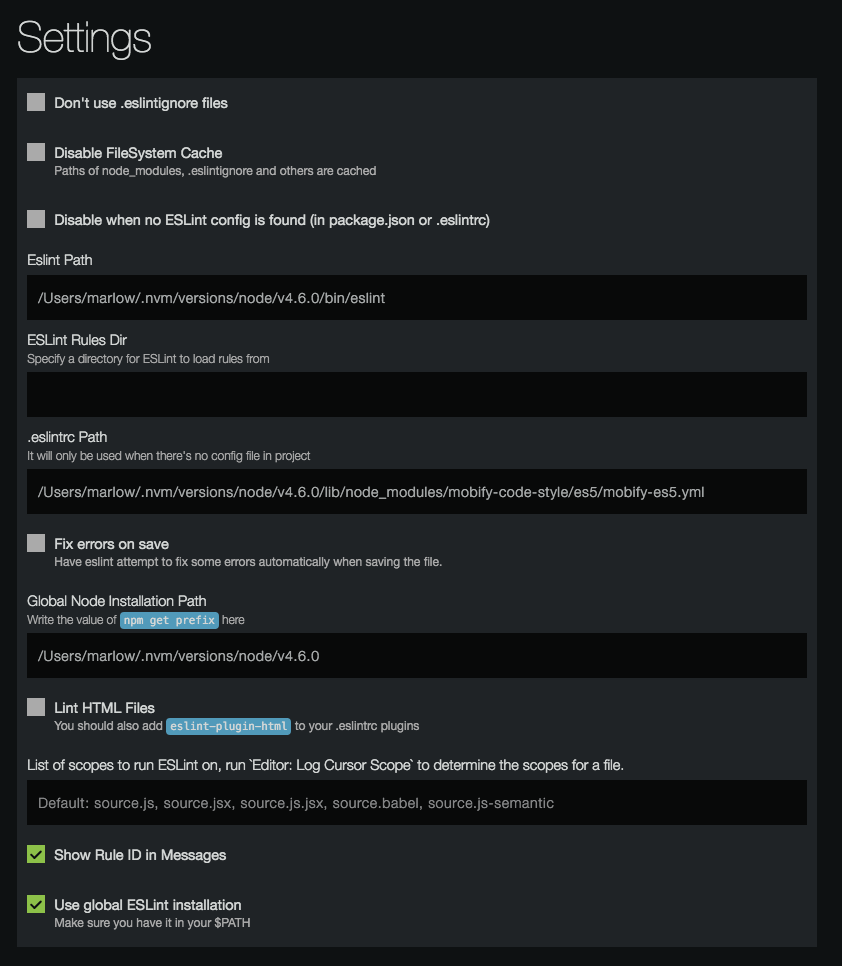 Settings
Don't use .eslintignore files
Disable FileSystem Cache
Paths of node_modules, .eslintignore and others are cached
Disable when no ESLint config is found (in package.json or .eslintrc)
Eslint Path
/Users/marlow/.nvm/versions/node/v4.6.0/bin/eslint
ESLint Rules Dir
Specify a directory for ESLint to load rules from
.eslintrc Path
It will only be used when there's no config file in project
/Users/marlow/.nvm/versions/node/v4.6.0/lib/node_modules/mobify-code-style/es5/mobify-es5.yml
Fix errors on save
Have eslint attempt to fix some errors automatically when saving the file.
Global Node Installation Path
Write the value of npm get prefix here
/Users/marlow/.nvm/versions/node/v4.6.0
Lint HTML Files
You should also add eslint-plugin-html to your .eslintrc plugins
List of scopes to run ESLint on, run `Editor: Log Cursor Scope` to determine the scopes for a file.
Default: source.js, source.jsx, source.js.jsx, source.babel, source.js-semantic
Show Rule ID in Messages
Use global ESLint installation
Make sure you have it in your $PATH